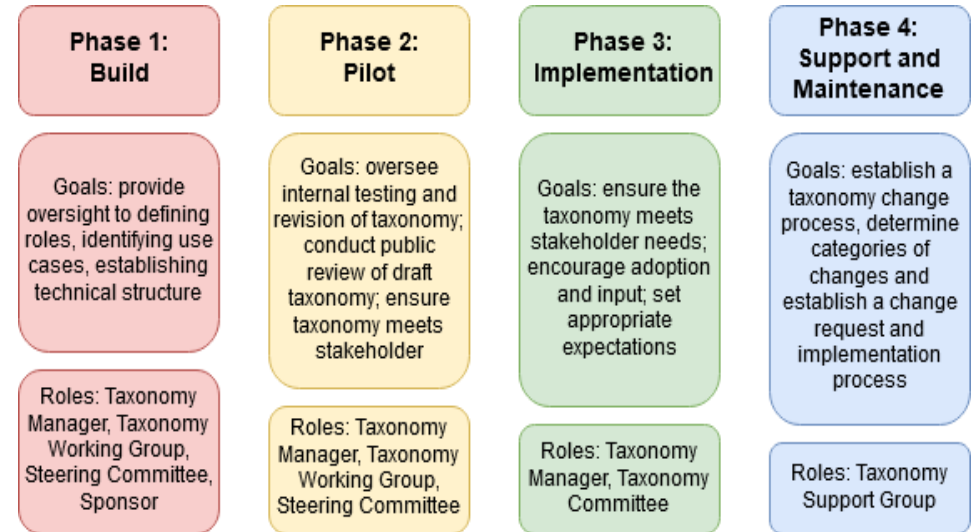 Phase 1:
Build
Goals: provide
oversight to defining
roles, identifying use
cases, establishing
technical structure
Roles: Taxonomy
Manager, Taxonomy
Working Group,
Steering Committee,
Sponsor
Phase 2:
Pilot
Goals: oversee
internal testing and
revision of taxonomy;
conduct public
review of draft
taxonomy; ensure
taxonomy meets
stakeholder
Roles: Taxonomy
Manager, Taxonomy
Working Group,
Steering Committee
Phase 3:
Implementation
Goals: ensure the
taxonomy meets
stakeholder needs;
encourage adoption
and input; set
appropriate
expectations
Roles: Taxonomy
Manager, Taxonomy
Committee
Phase 4:
Support and
Maintenance
Goals: establish a
taxonomy change
process, determine
categories of
changes and
establish a change
request and
implementation
process
Roles: Taxonomy
Support Group